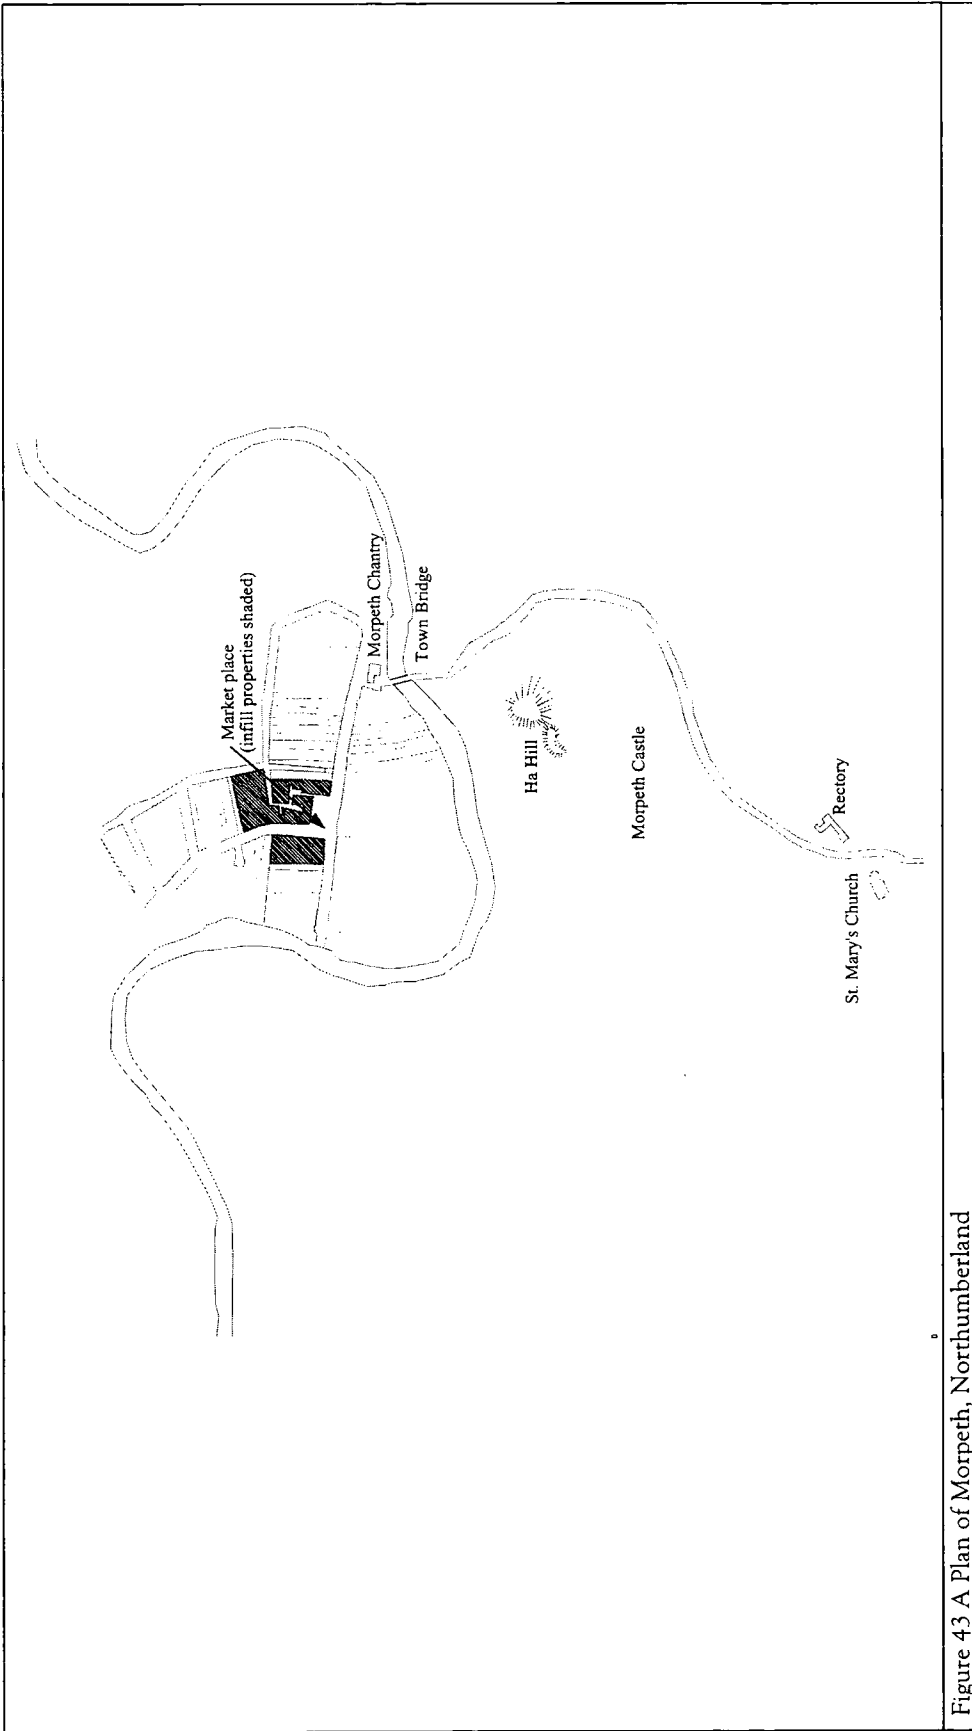 Market place
(infill properties shaded)
Morpeth Chantry
Town Bridge
Ha Hill
Morpeth Castle
Rectory
St. Mary's Church
Figure 43 A Plan of Morpeth, Northumberland